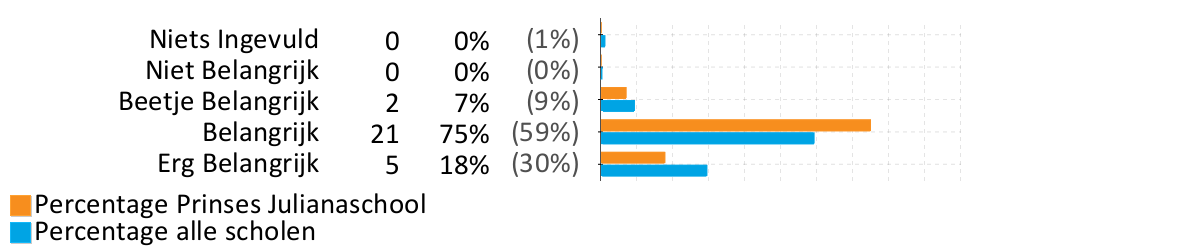 Niets Ingevuld 0 0% (1%)
Niet Belangrijk 0 0% (0%)
Beetje Belangrijk 2 7% (9%)
Belangrijk 21 75% (59%)
Erg Belangrijk 5 18% (30%)
Percentage Prinses Julianaschool
Percentage alle scholen